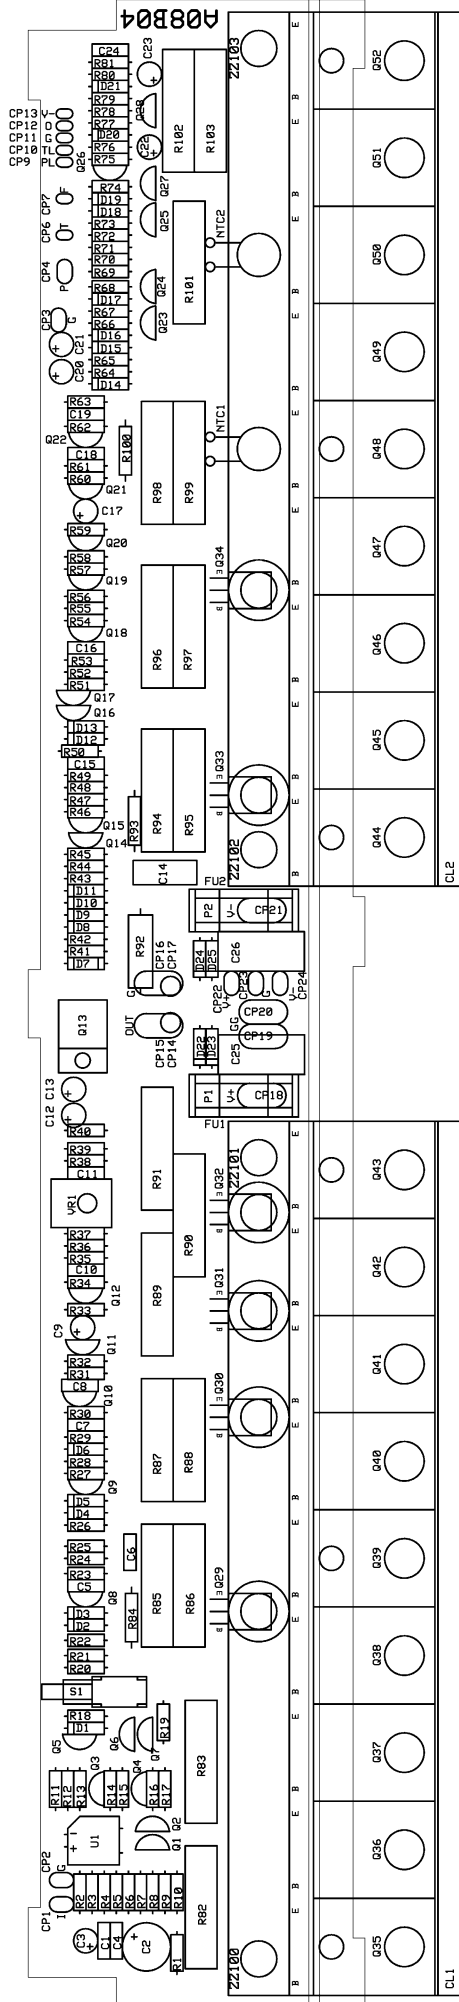 A08B04
C23
C24
R81
R80
D21
R79
R78
R77
D20
R76
R75
Q28
C22
Q26
R102
R103
ZZ103
Q52
E
B
CP13 V-
CP12 O
CP11 G
CP10 TL
CP9 PL
Q51
E
B
CP7 F
CP6 T
CP4 P
R74
D19
D18
R73
R72
R71
R70
R69
R68
D17
R67
R66
D16
D15
R65
R64
D14
Q27
Q25
Q24
Q23
R101
NTC2
Q50
E
B
CP3 G
C21
C20
Q49
E
B
R63
C19
R62
Q22
C18
R61
R60
Q21
R100
R98
R99
NTC1
Q48
E
B
C17
R59
Q20
R58
R57
Q19
R56
R55
R54
Q18
Q34
E
B
R96
R97
Q47
E
B
C16
R53
R52
R51
Q17
Q16
Q46
E
B
D13
D12
R50
C15
R49
R48
R47
R46
Q15
Q14
R93
R94
R95
Q33
E
B
ZZ102
Q45
E
B
Q44
E
B
CL2
R45
R44
R43
D11
D10
D9
D8
R42
R41
D7
C14
FU2
P2
V-
CP21
R92
CP16
CP17
G
D24
D25
C26
CP22
V+
CP23
G
V-
CP24
CP20
GG
CP19
Q13
OUT
CP15
CP14
D22
D23
C25
P1
V+
CP18
FU1
C13
C12
R40
R39
R38
C11
VR1
R37
R36
R35
C10
R34
Q12
R33
R91
R90
R89
Q32
E
B
ZZ101
Q43
E
B
Q31
E
B
Q42
E
B
C9
Q11
R32
R31
C8
Q10
R30
C7
R29
D6
R28
R27
Q9
D5
D4
R26
Q30
E
B
R87
R88
Q41
E
B
Q40
E
B
R25
R24
R23
C5
Q8
D3
D2
R22
R21
R20
C6
R84
R85
R86
Q29
E
B
Q39
E
B
Q38
E
B
S1
R18
D1
Q5
Q6
Q7
R19
R83
Q37
E
B
R11
R12
R13
Q3
R14
R15
Q4
R16
R17
U1
Q2
Q1
Q36
E
B
CP2 G
CP1 I
R2
R3
R4
R5
R6
R7
R8
R9
R10
C3
C1
C4
C2
R1
R82
ZZ100
Q35
E
B
CL1